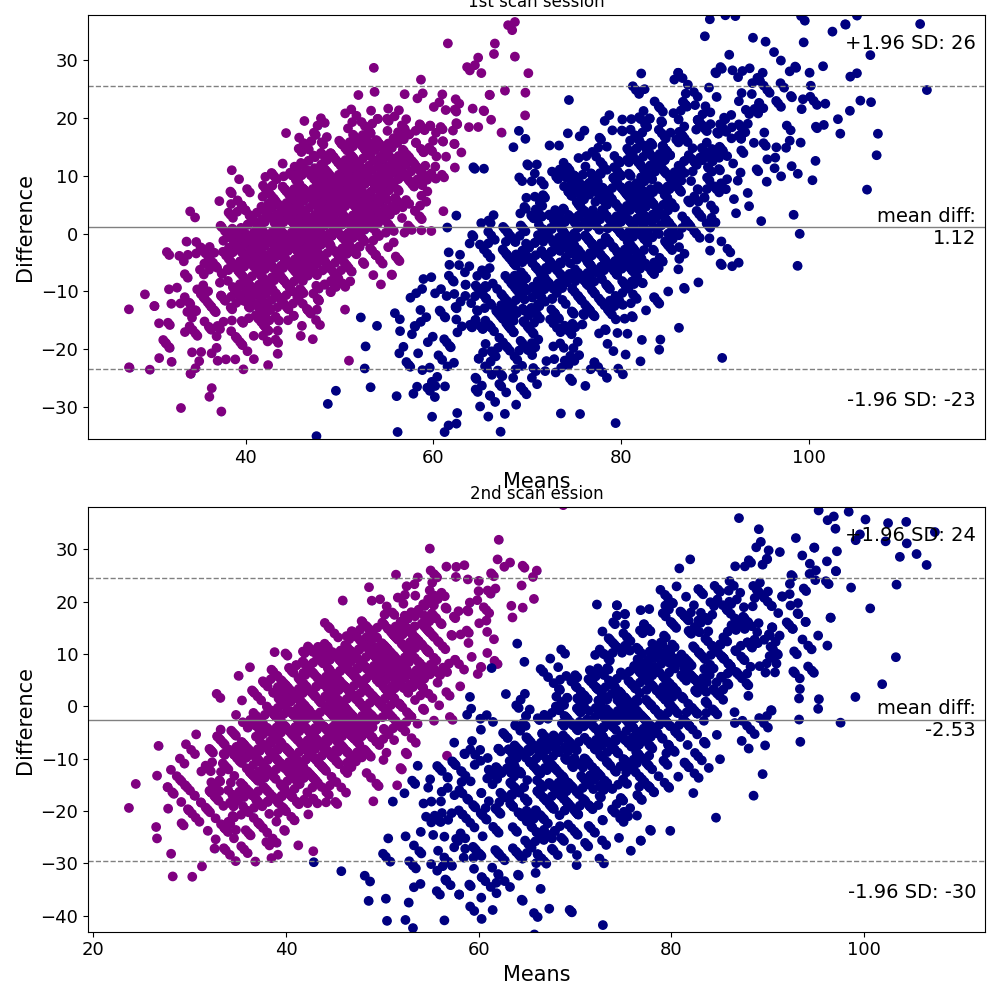 1st scan session
Difference
30
20
10
0
−10
−20
−30
+1.96 SD: 26
mean diff:
1.12
-1.96 SD: -23
40 60 80 100
Means
2nd scan ession
Difference
30
20
10
0
−10
−20
−30
−40
+1.96 SD: 24
mean diff:
-2.53
-1.96 SD: -30
20 40 60 80 100
Means